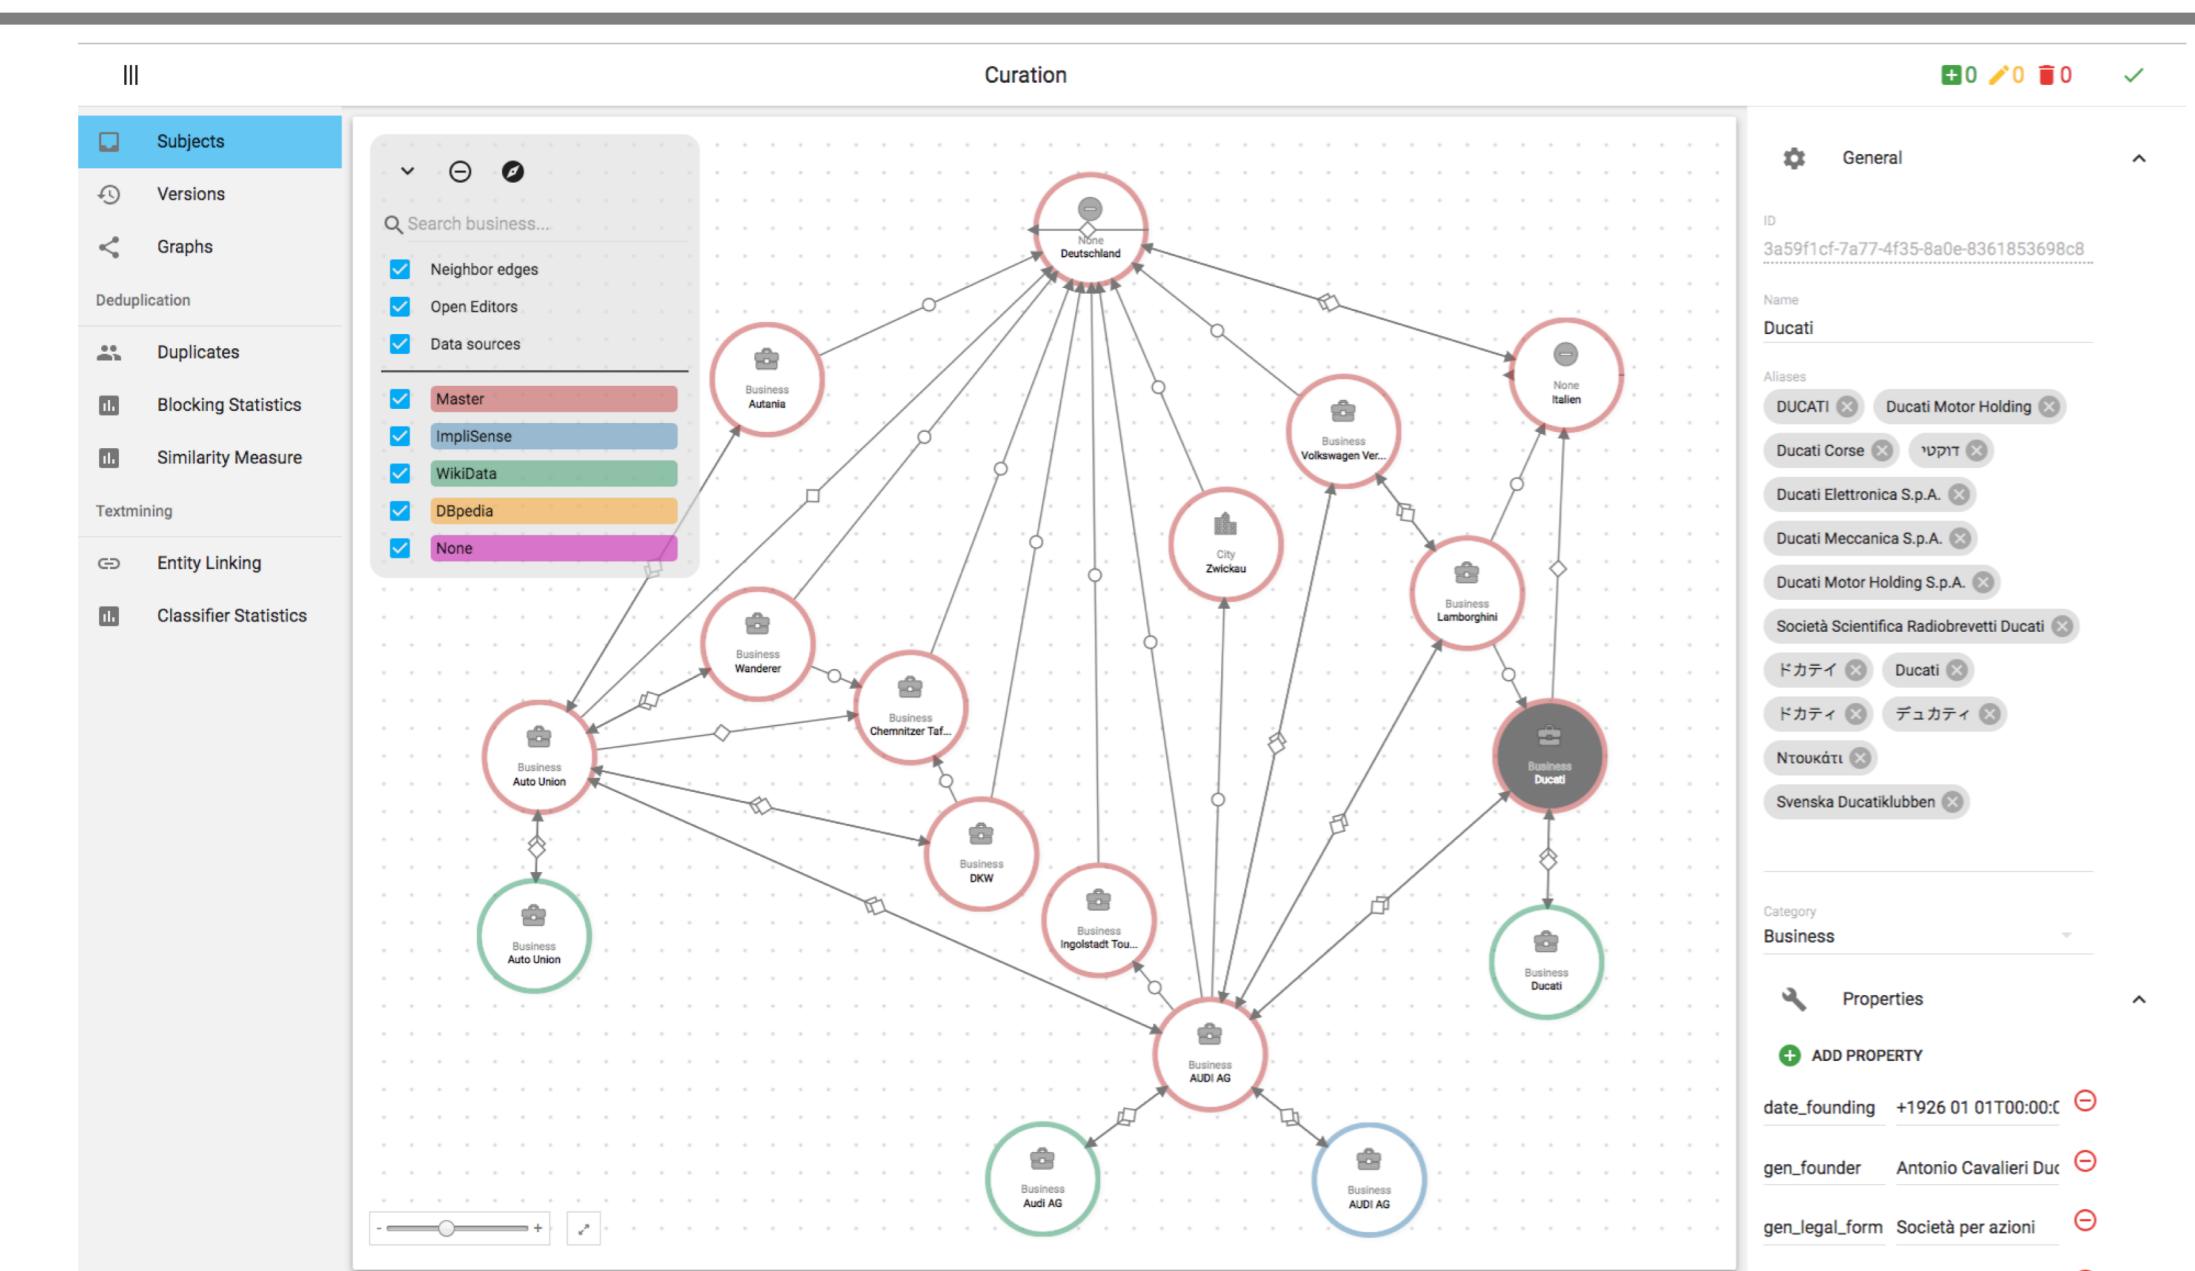 Curation
0 0 0
Subjects
Versions
Graphs
Deduplication
Duplicates
Blocking Statistics
Similarity Measure
Textmining
Entity Linking
Classifier Statistics
Search business...
Neighbor edges
Open Editors
Data sources
Master
ImpliSense
WikiData
DBpedia
None
None
Deutschland
Business
Autania
None
Italien
Business
Volkswagen Ver...
City
Zwickau
Business
Lamborghini
Business
Wanderer
Business
Chemnitzer Taf...
Business
Auto Union
Business
Ducati
Business
DKW
Business
Ingolstadt Tou...
Business
Auto Union
Business
Ducati
Business
AUDI AG
Business
Audi AG
Business
AUDI AG
- +
General
ID
3a59f1cf-7a77-4f35-8a0e-8361853698c8
Name
Ducati
Aliases
DUCATI Ducati Motor Holding
Ducati Corse דוקטי
Ducati Elettronica S.p.A.
Ducati Meccanica S.p.A.
Ducati Motor Holding S.p.A.
Società Scientifica Radiobrevetti Ducati
ドカテイ Ducati
ドカティ デュカティ
Ντουκάτι
Svenska Ducatiklubben
Category
Business
Properties
ADD PROPERTY
date_founding +1926 01 01T00:00:0
gen_founder Antonio Cavalieri Duc
gen_legal_form Società per azioni